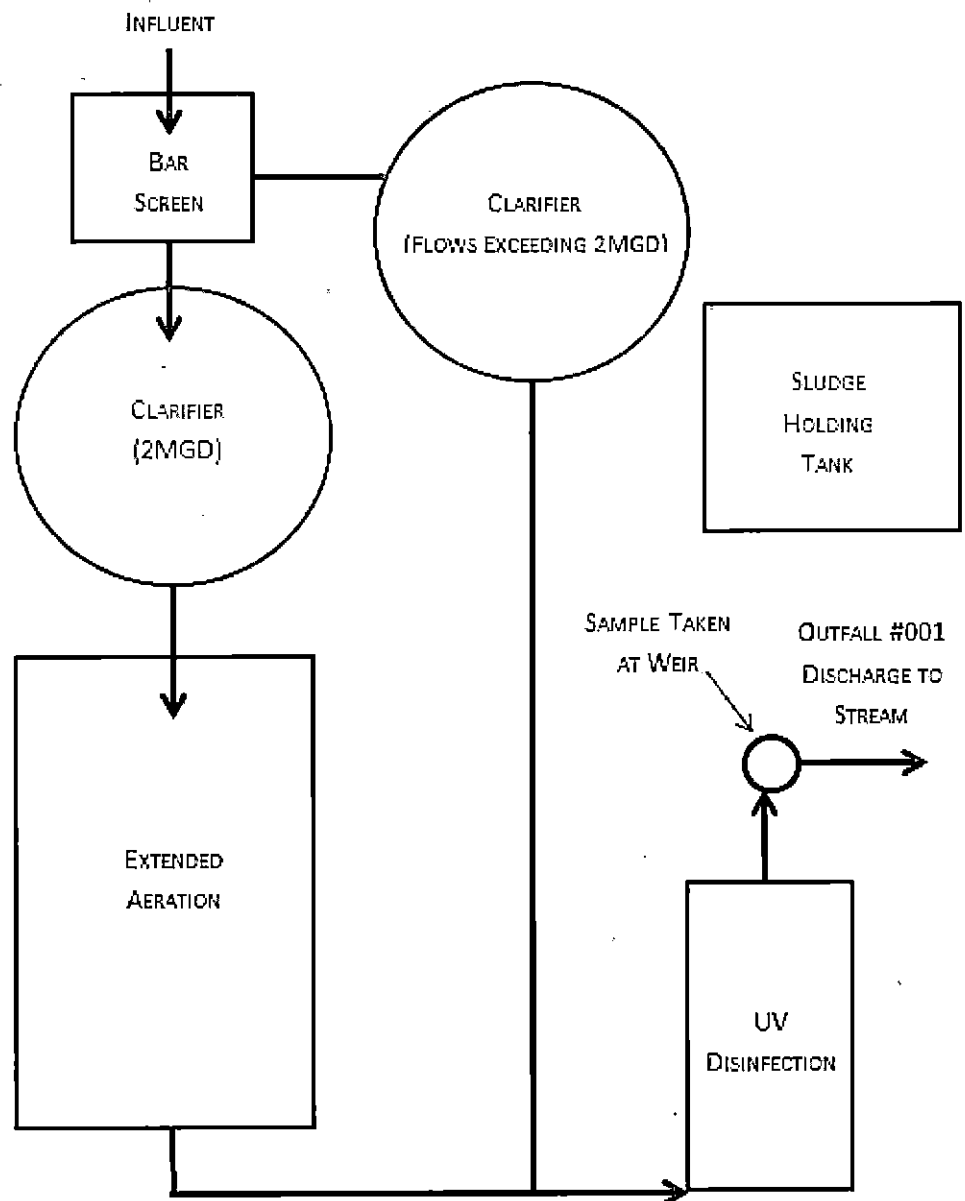 INFLUENT
BAR
SCREEN
CLARIFIER
(FLOWS EXCEEDING 2MGD)
CLARIFIER
(2MGD)
SLUDGE
HOLDING
TANK
SAMPLE TAKEN
AT WEIR
OUTFALL #001
DISCHARGE TO
STREAM
EXTENDED
AERATION
UV
DISINFECTION